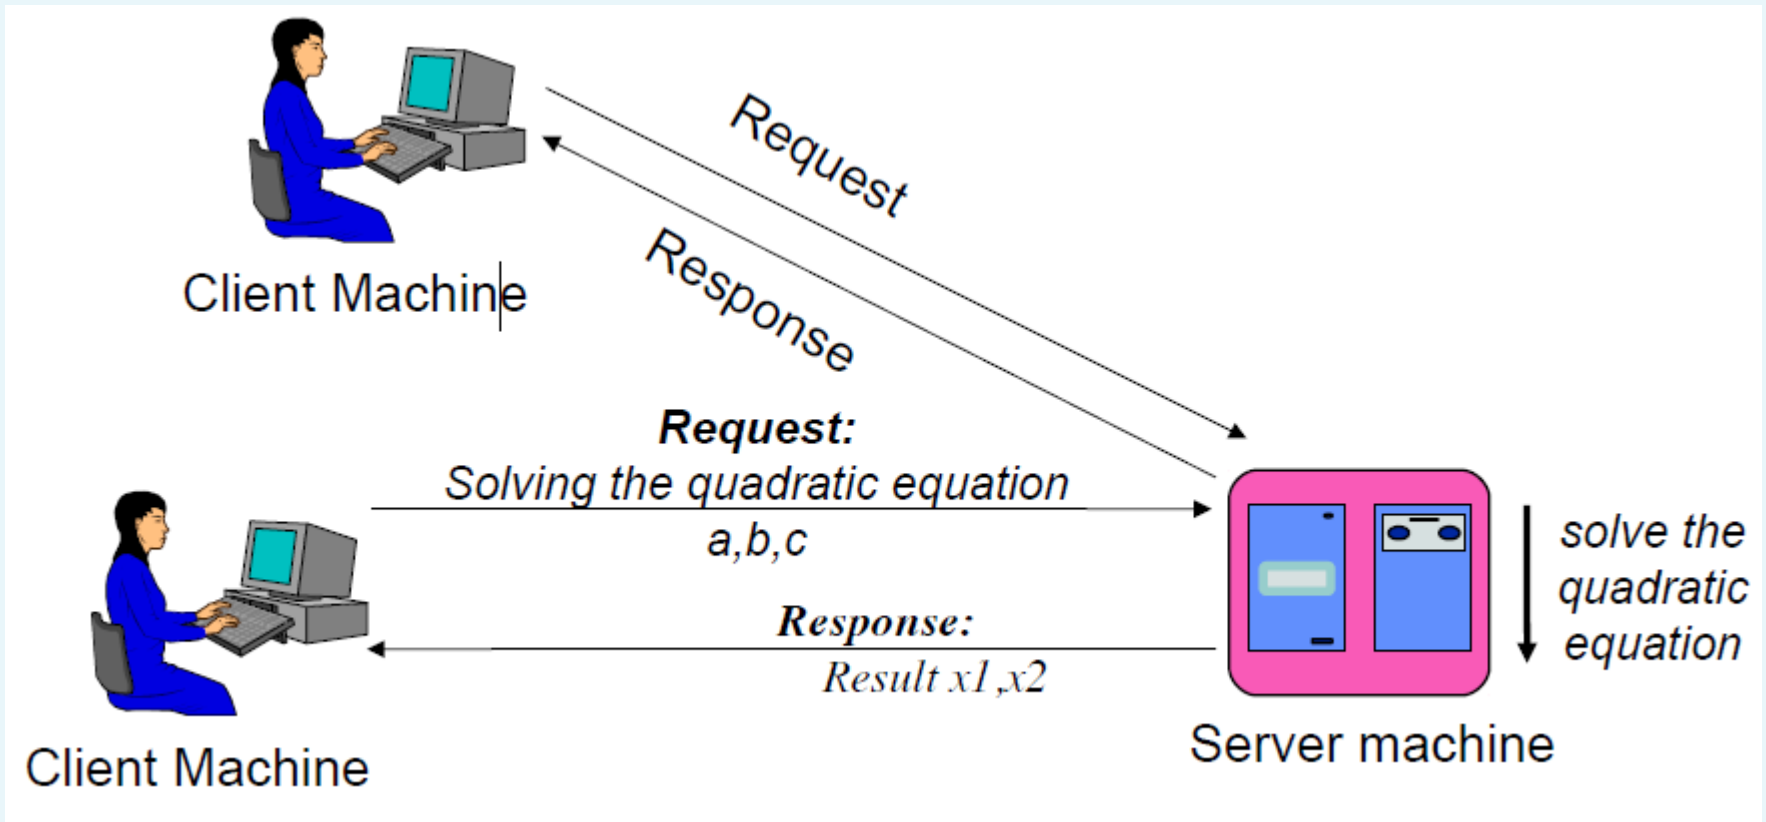 Request
Response
Client Machine
Request:
Solving the quadratic equation
a,b,c
Response:
Result x1,x2
Client Machine
Server machine
solve the
quadratic
equation